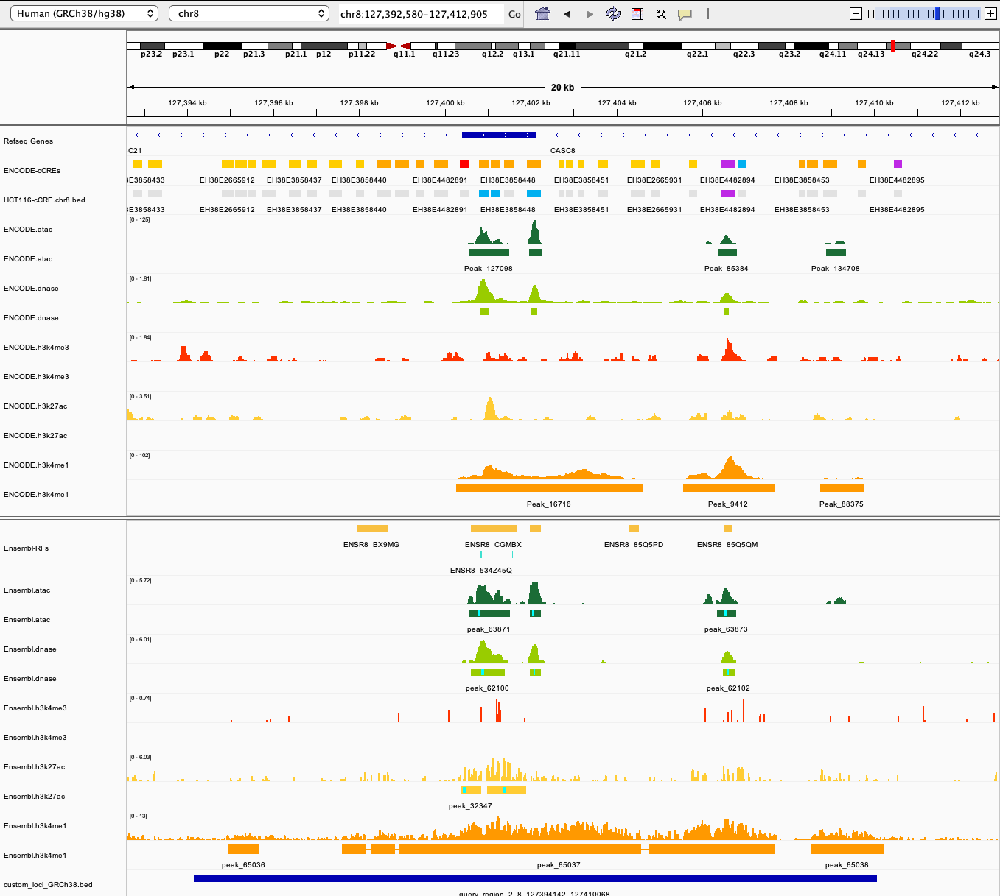 Human (GRCh38/hg38) chr8 chr8:127,392,580-127,412,905 Go
p23.2 p23.1 p22 p21.3 p21.1 p12 p11.22 q11.1 q11.23 q12.2 q13.1 q21.11 q21.2 q22.1 q22.3 q23.2 q24.11 q24.13 q24.22 q24.3
20 kb
127,394 kb 127,396 kb 127,398 kb 127,400 kb 127,402 kb 127,404 kb 127,406 kb 127,408 kb 127,410 kb 127,412 kb
Refseq Genes
SC21 CASC8
ENCODE-cCREs
8E3858433 EH38E2665912 EH38E3858437 EH38E3858440 EH38E4482891 EH38E3858448 EH38E3858451 EH38E2665931 EH38E4482894 EH38E3858453 EH38E4482895
HCT116-cCRE.chr8.bed
8E3858433 EH38E2665912 EH38E3858437 EH38E3858440 EH38E4482891 EH38E3858448 EH38E3858451 EH38E2665931 EH38E4482894 EH38E3858453 EH38E4482895
[0 - 125]
ENCODE.atac
ENCODE.atac
Peak_127098 Peak_85384 Peak_134708
[0 - 1.81]
ENCODE.dnase
ENCODE.dnase
[0 - 1.84]
ENCODE.h3k4me3
ENCODE.h3k4me3
[0 - 3.51]
ENCODE.h3k27ac
ENCODE.h3k27ac
[0 - 102]
ENCODE.h3k4me1
ENCODE.h3k4me1
Peak_16716 Peak_9412 Peak_88375
ENSR8_BX9MG ENSR8_CGMBX ENSR8_85Q5PD ENSR8_85Q5QM
Ensembl-RFs
ENSR8_534Z45Q
[0 - 5.72]
Ensembl.atac
Ensembl.atac
peak_63871 peak_63873
[0 - 6.01]
Ensembl.dnase
Ensembl.dnase
peak_62100 peak_62102
[0 - 0.74]
Ensembl.h3k4me3
Ensembl.h3k4me3
[0 - 6.03]
Ensembl.h3k27ac
Ensembl.h3k27ac
peak_32347
[0 - 13]
Ensembl.h3k4me1
Ensembl.h3k4me1
peak_65036 peak_65037 peak_65038
custom_loci_GRCh38.bed
query_region_2_8_127394142_127410068